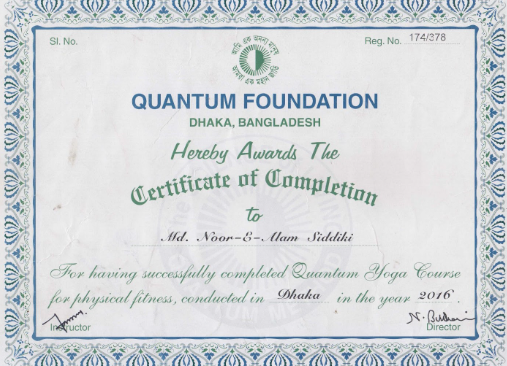 Sl. No.
Reg. No. 174/378
QUANTUM FOUNDATION
DHAKA, BANGLADESH
Hereby Awards The
Certificate of Completion
to
Md. Noor-E-Alam Siddiki
For having successfully completed Quantum Yoga Course
for physical fitness, conducted in Dhaka in the year 2016.
Instructor
Director